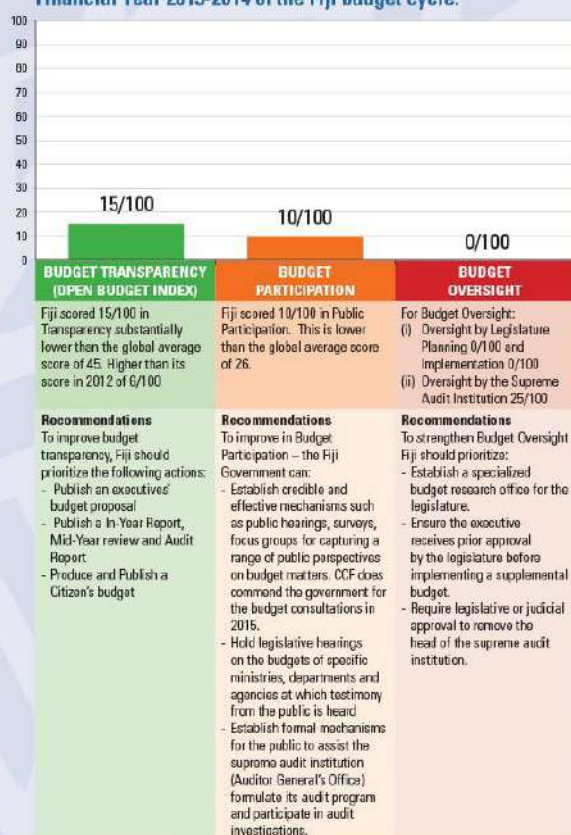 Financial Year 2013-2014 of the Fiji budget cycle.
100
90
80
70
60
50
40
30
20
10
0
15/100
10/100
0/100
BUDGET TRANSPARENCY
(OPEN BUDGET INDEX)
Fiji scored 15/100 in
Transparency substantially
lower than the global average
score of 45. Higher than its
score in 2012 of 6/100
Recommendations
To improve budget
transparency, Fiji should
prioritize the following actions:
- Publish an executives'
budget proposal
- Publish a In-Year Report,
Mid-Year review and Audit
Report
- Produce and Publish a
Citizen's budget
BUDGET
PARTICIPATION
Fiji scored 10/100 in Public
Participation. This is lower
than the global average score
of 26.
Recommendations
To improve in Budget
Participation – the Fiji
Government can:
- Establish credible and
effective mechanisms such
as public hearings, surveys,
focus groups for capturing a
range of public perspectives
on budget matters. CCF does
commend the government for
the budget consultations in
2015.
- Hold legislative hearings
on the budgets of specific
ministries, departments and
agencies at which testimony
from the public is heard
- Establish formal mechanisms
for the public to assist the
supreme audit institution
(Auditor General's Office)
formulate its audit program
and participate in audit
investigations.
BUDGET
OVERSIGHT
For Budget Oversight:
(i) Oversight by Legislature
Planning 0/100 and
Implementation 0/100
(ii) Oversight by the Supreme
Audit Institution 25/100
Recommendations
To strengthen Budget Oversight
Fiji should prioritize:
- Establish a specialized
budget research office for the
legislature.
- Ensure the executive
receives prior approval
by the legislature before
implementing a supplemental
budget.
- Require legislative or judicial
approval to remove the
head of the supreme audit
institution.